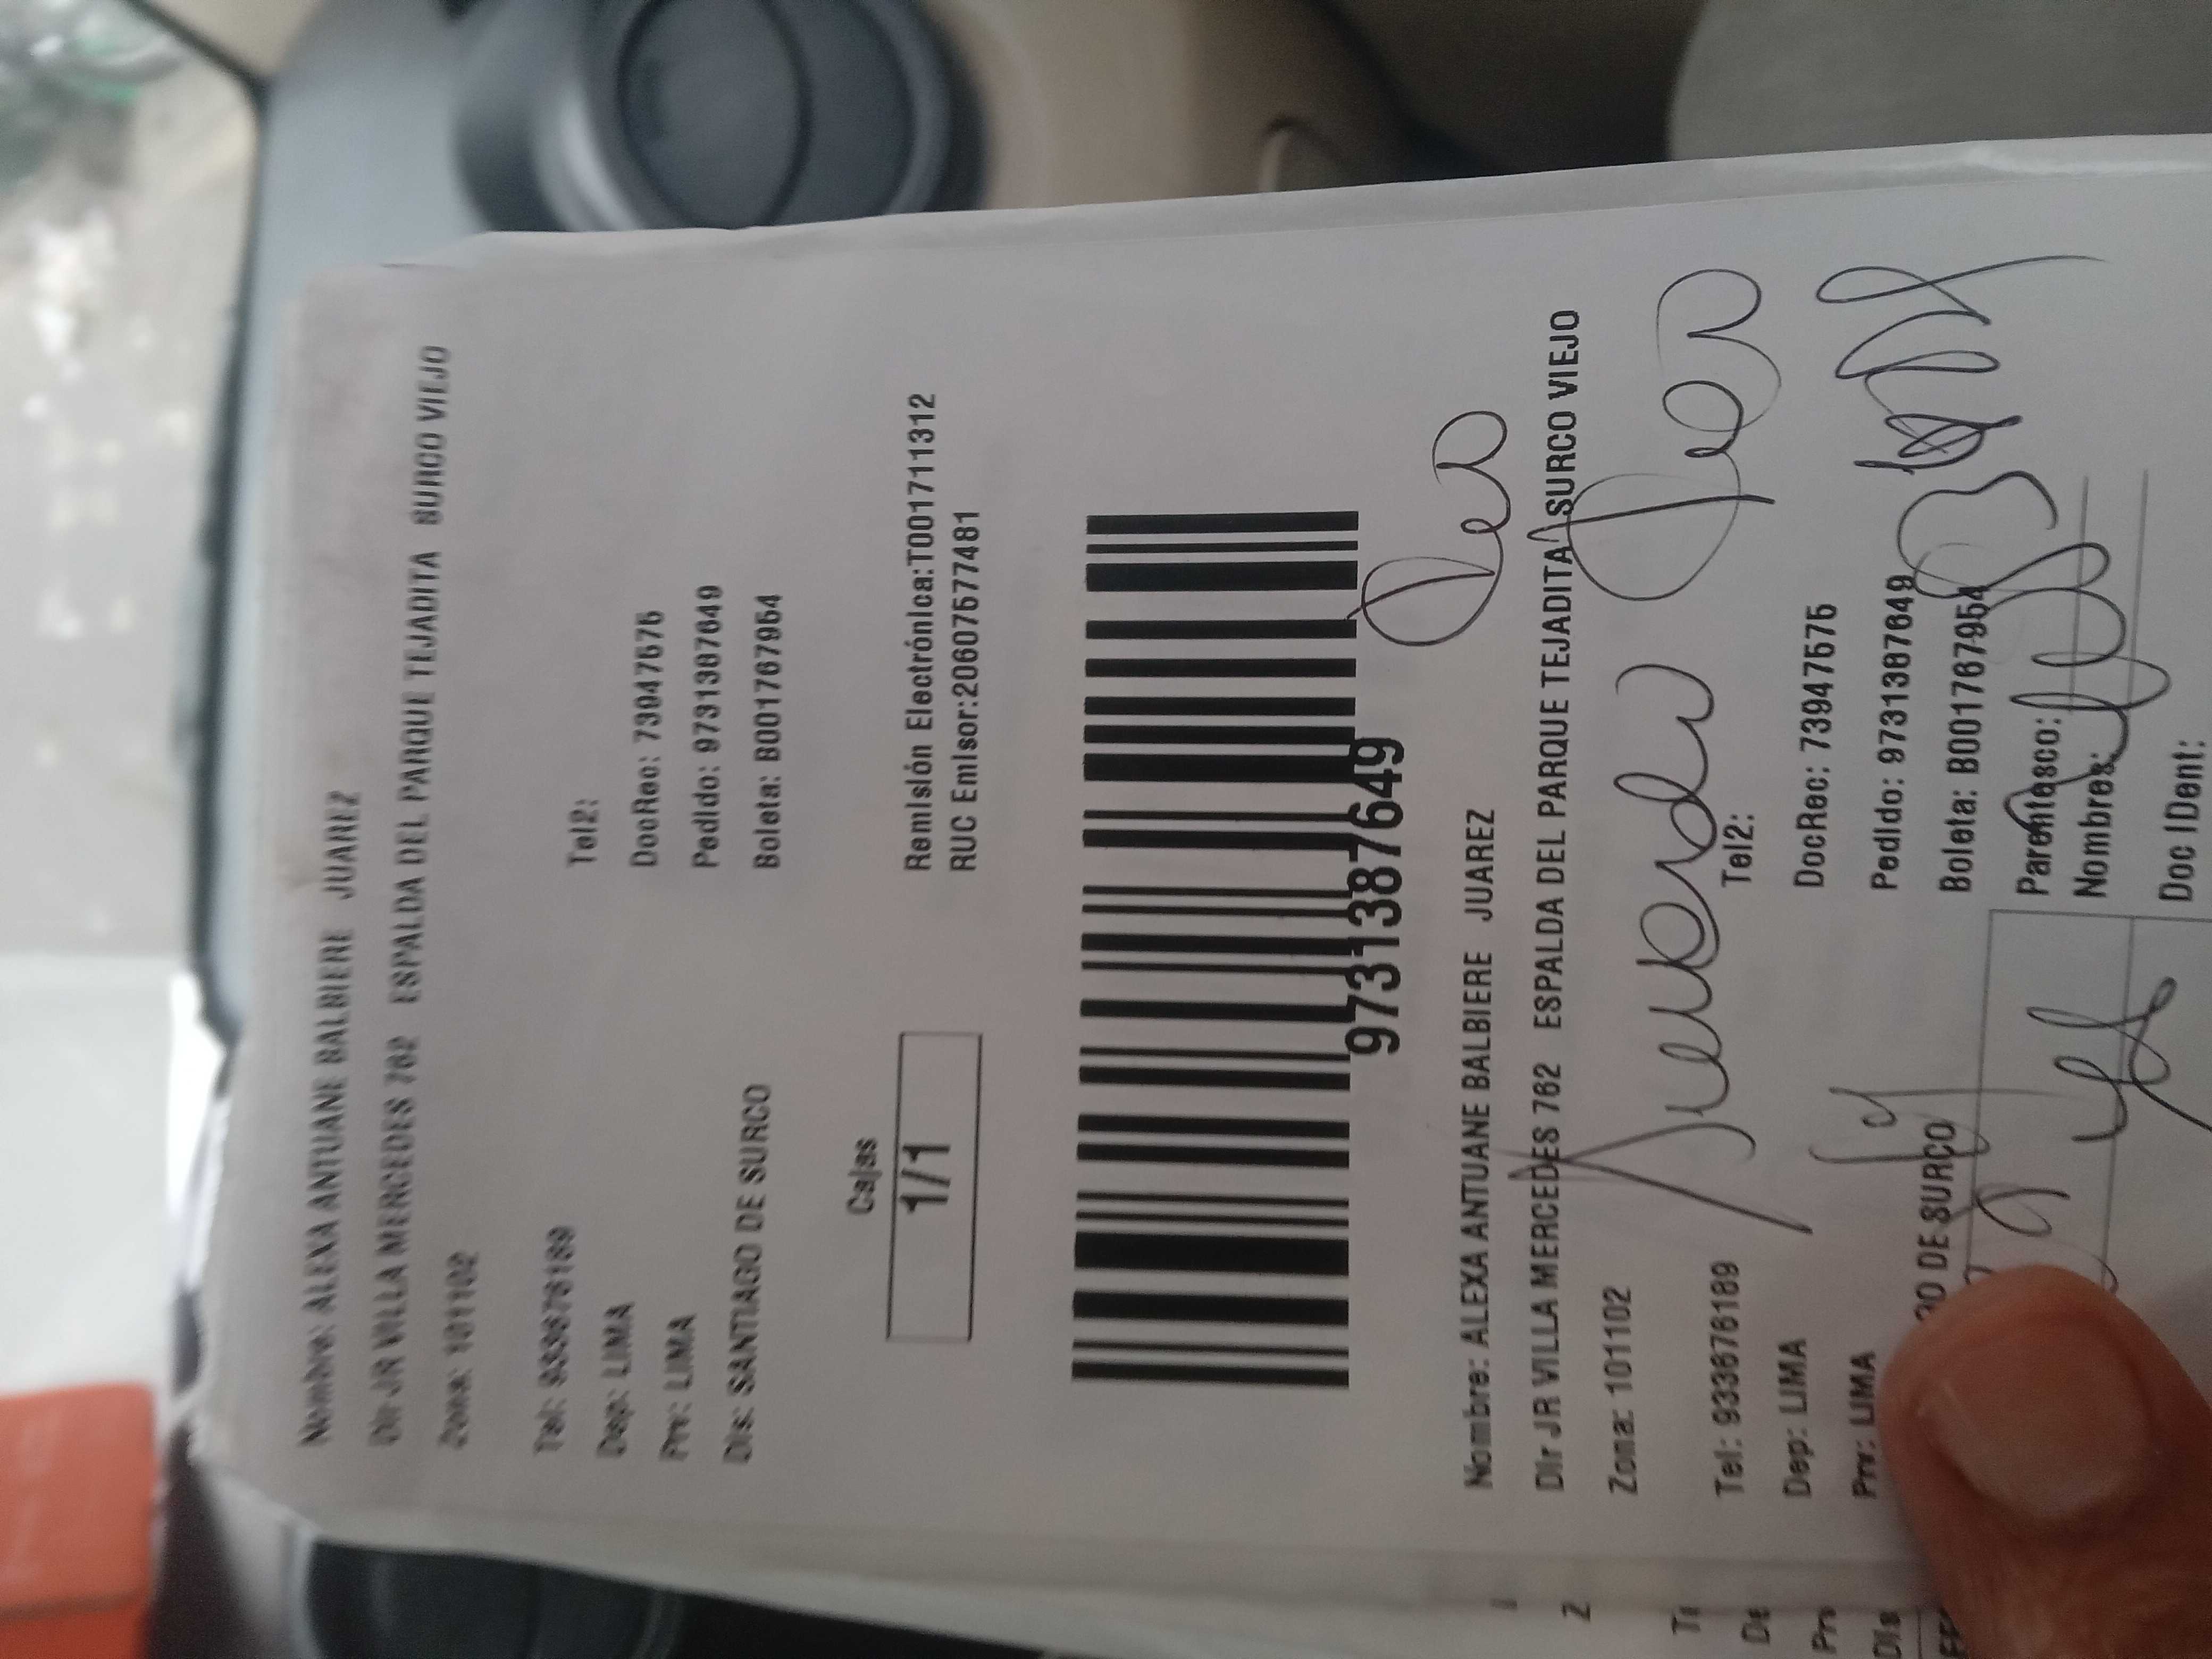 Nombre: ALEXA ANTUANE BALBIERE JUAREZ
Dir JR VILLA MERCEDES 762 ESPALDA DEL PARQUE TEJADITA SURCO VIEJO
Zona: 101102
Tel: 933676189
Tel2:
Dep: LIMA
DocRec: 73947575
Prv: LIMA
Pedido: 9731387649
Dis: SANTIAGO DE SURCO
Boleta: B001767954
Cajas
1/1
Remisión Electrónica:T001711312
RUC Emisor:20607577481
9731387649
Nombre: ALEXA ANTUANE BALBIERE JUAREZ
Dir JR VILLA MERCEDES 762 ESPALDA DEL PARQUE TEJADITA SURCO VIEJO
Zona: 101102
Tel: 933676189
Tel2:
Dep: LIMA
DocRec: 73947575
Prv: LIMA
Pedido: 9731387649
DE SURCO
Boleta: B001767954
Parentesco:
Nombre:
Doc IDent: